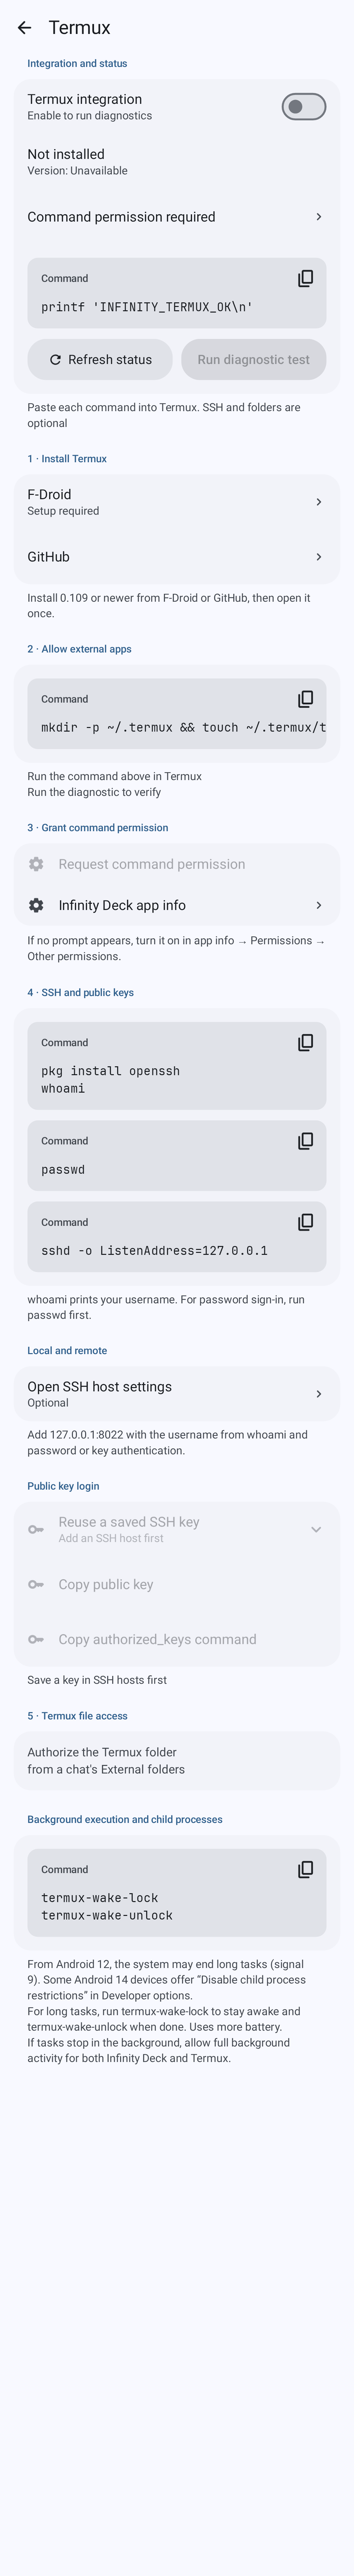 Termux
Integration and status
Termux integration
Enable to run diagnostics
Not installed
Version: Unavailable
Command permission required
Command
printf 'INFINITY_TERMUX_OK\n'
Refresh status
Run diagnostic test
Paste each command into Termux. SSH and folders are
optional
1 · Install Termux
F-Droid
Setup required
GitHub
Install 0.109 or newer from F-Droid or GitHub, then open it
once.
2 · Allow external apps
Command
mkdir -p ~/.termux && touch ~/.termux/t
Run the command above in Termux
Run the diagnostic to verify
3 · Grant command permission
Request command permission
Infinity Deck app info
If no prompt appears, turn it on in app info → Permissions →
Other permissions.
4 · SSH and public keys
Command
pkg install openssh
whoami
Command
passwd
Command
sshd -o ListenAddress=127.0.0.1
whoami prints your username. For password sign-in, run
passwd first.
Local and remote
Open SSH host settings
Optional
Add 127.0.0.1:8022 with the username from whoami and
password or key authentication.
Public key login
Reuse a saved SSH key
Add an SSH host first
Copy public key
Copy authorized_keys command
Save a key in SSH hosts first
5 · Termux file access
Authorize the Termux folder
from a chat's External folders
Background execution and child processes
Command
termux-wake-lock
termux-wake-unlock
From Android 12, the system may end long tasks (signal
9). Some Android 14 devices offer “Disable child process
restrictions” in Developer options.
For long tasks, run termux-wake-lock to stay awake and
termux-wake-unlock when done. Uses more battery.
If tasks stop in the background, allow full background
activity for both Infinity Deck and Termux.